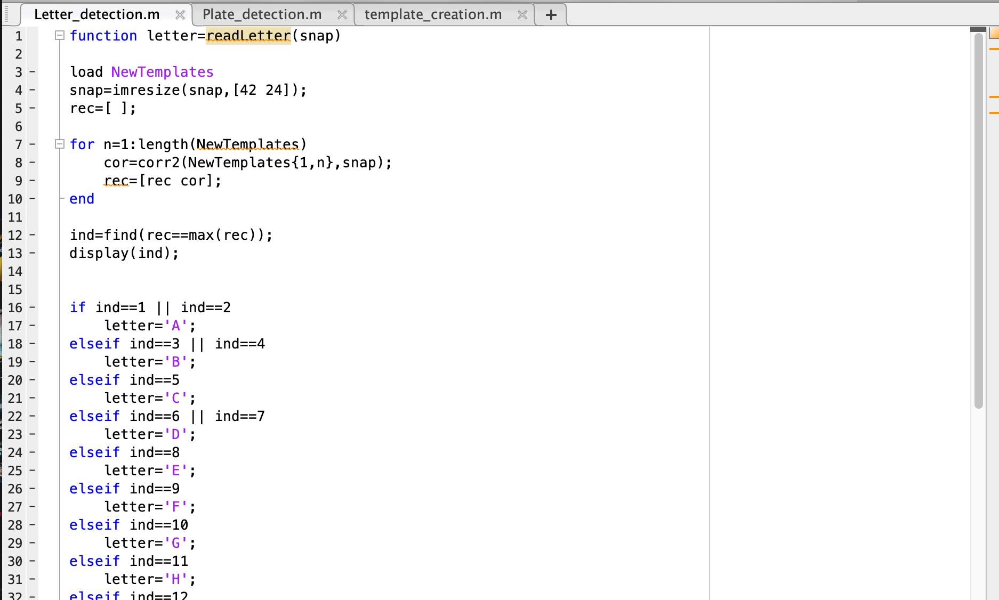 Letter_detection.m Plate_detection.m template_creation.m +
1 function letter=readLetter(snap)
2
3 - load NewTemplates
4 - snap=imresize(snap,[42 24]);
5 - rec=[ ];
6
7 - for n=1:length(NewTemplates)
8 - cor=corr2(NewTemplates{1,n},snap);
9 - rec=[rec cor];
10 - end
11
12 - ind=find(rec==max(rec));
13 - display(ind);
14
15
16 - if ind==1 || ind==2
17 - letter='A';
18 - elseif ind==3 || ind==4
19 - letter='B';
20 - elseif ind==5
21 - letter='C';
22 - elseif ind==6 || ind==7
23 - letter='D';
24 - elseif ind==8
25 - letter='E';
26 - elseif ind==9
27 - letter='F';
28 - elseif ind==10
29 - letter='G';
30 - elseif ind==11
31 - letter='H';
32 - elseif ind==12